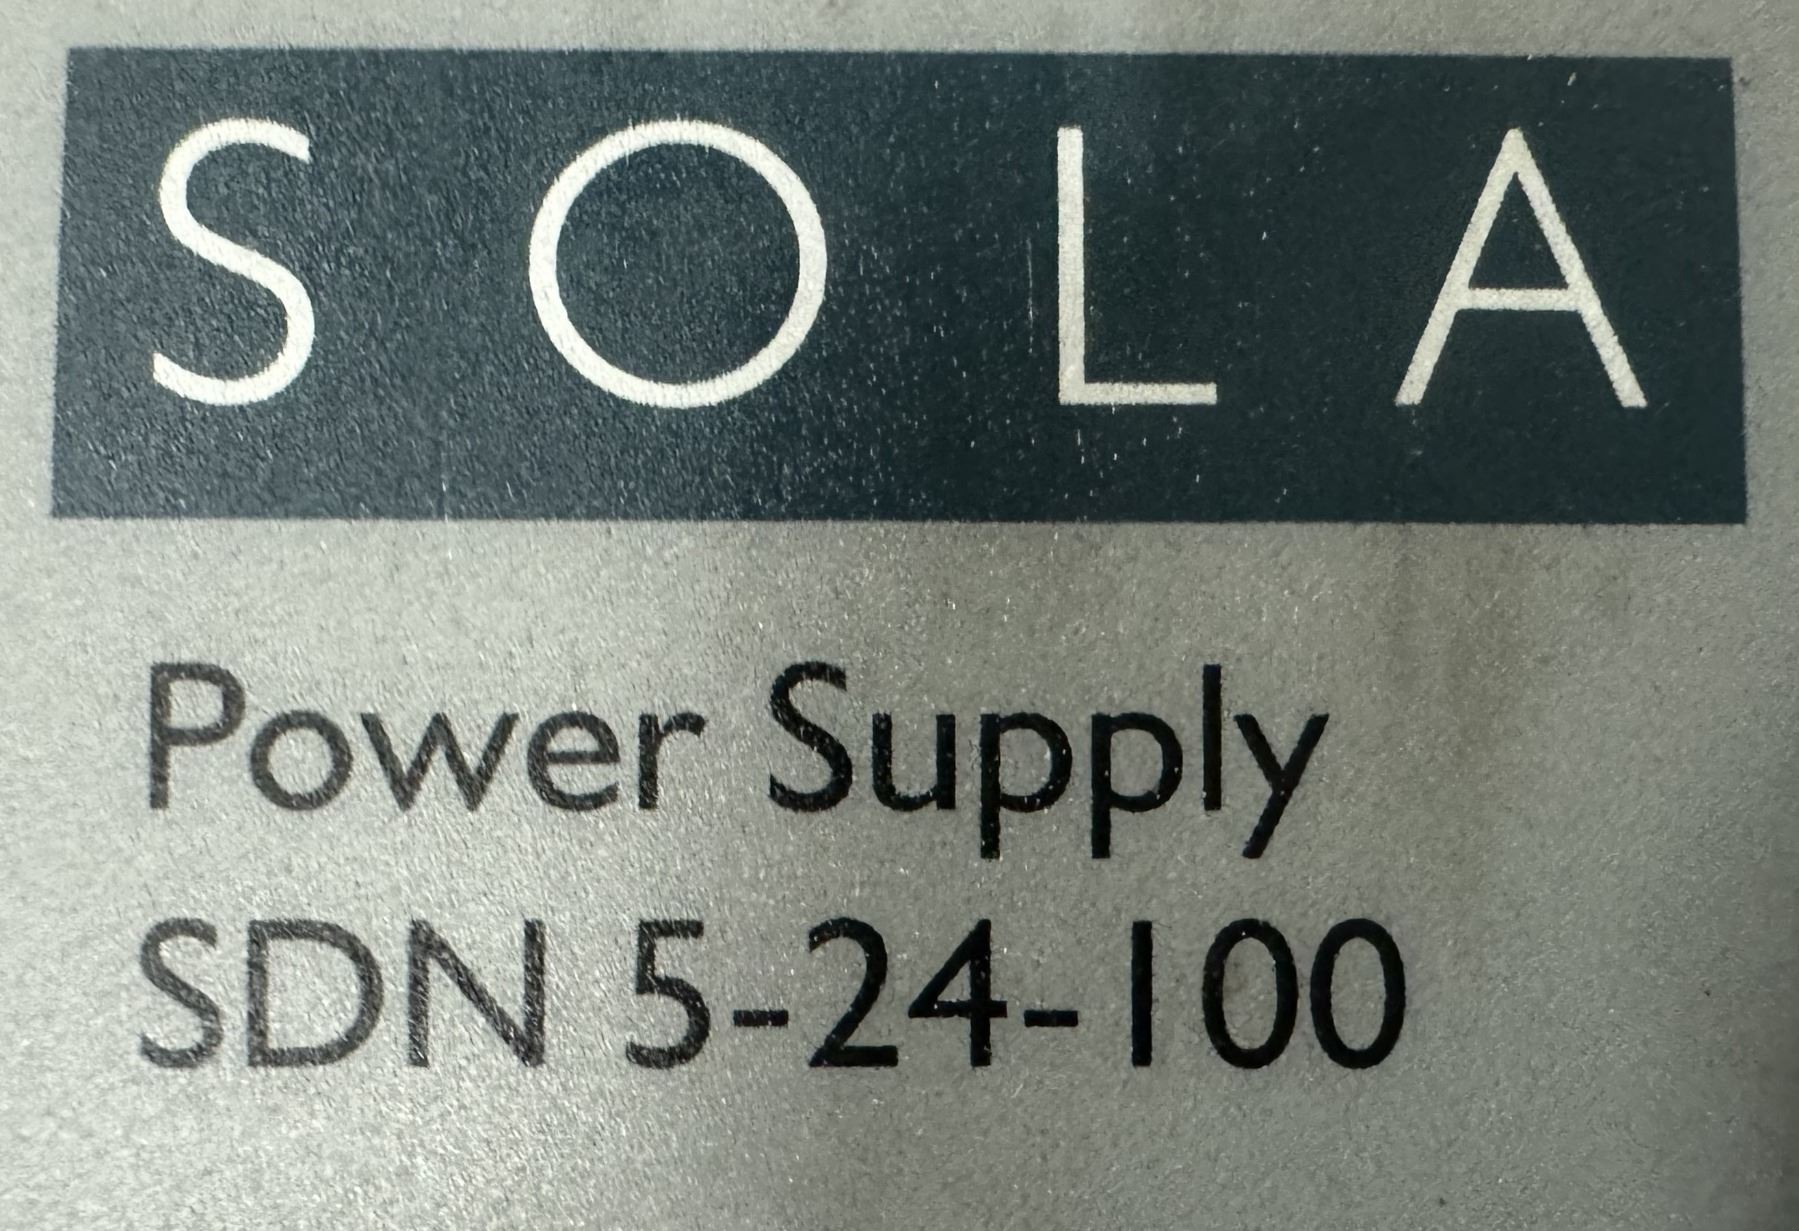 SOLA
Power Supply
SDN 5-24-100